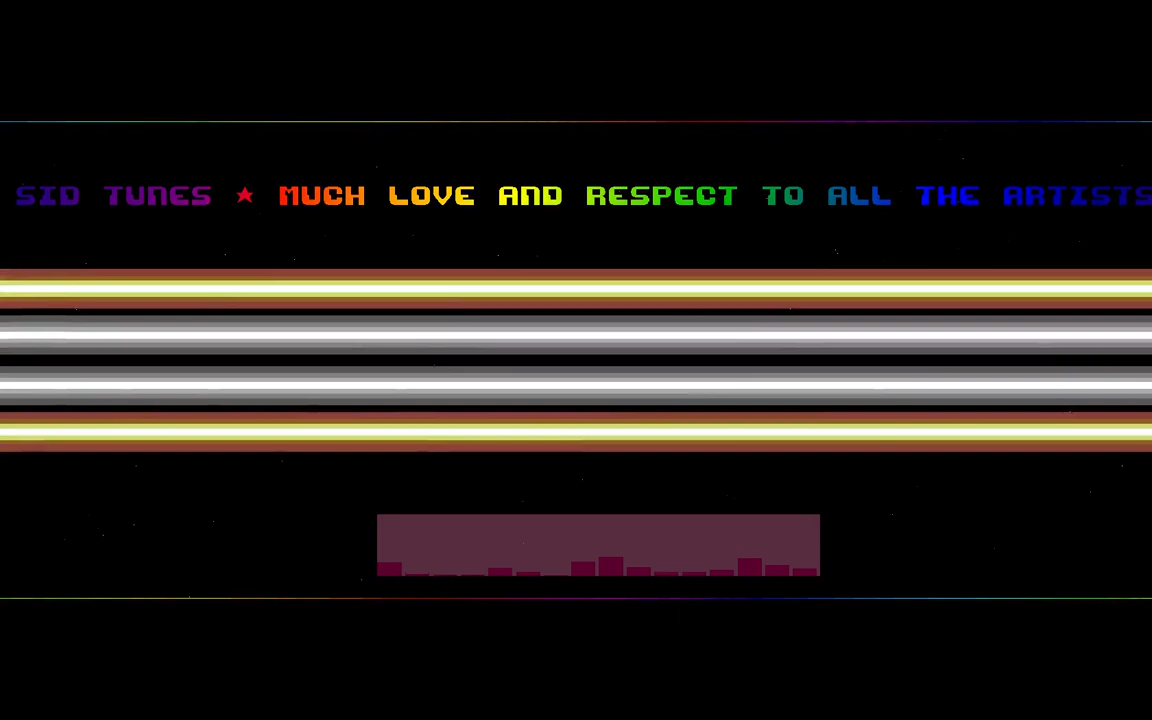 SID TUNES ★ MUCH LOVE AND RESPECT TO ALL THE ARTISTS